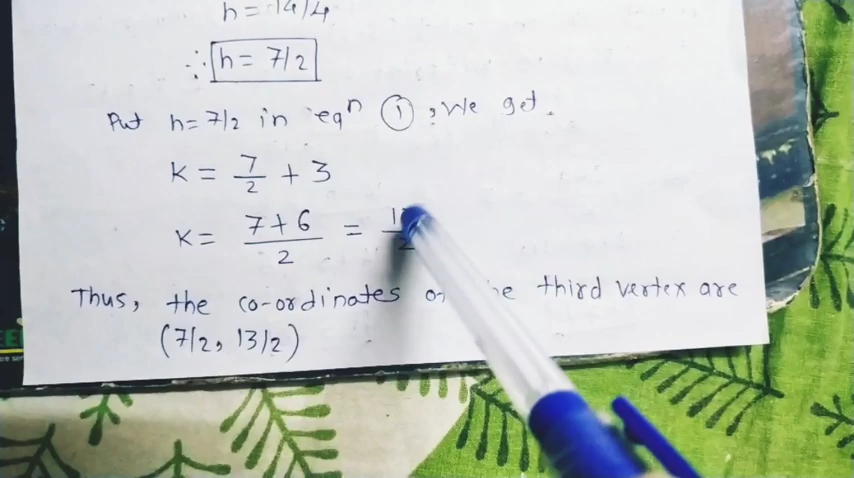 h = 14/4
∴ h = 7/2
Put h = 7/2 in eqn ①, We get.
K = 7/2 + 3
K = 7+6/2 =
Thus, the co-ordinates third vertex are
(7/2, 13/2)